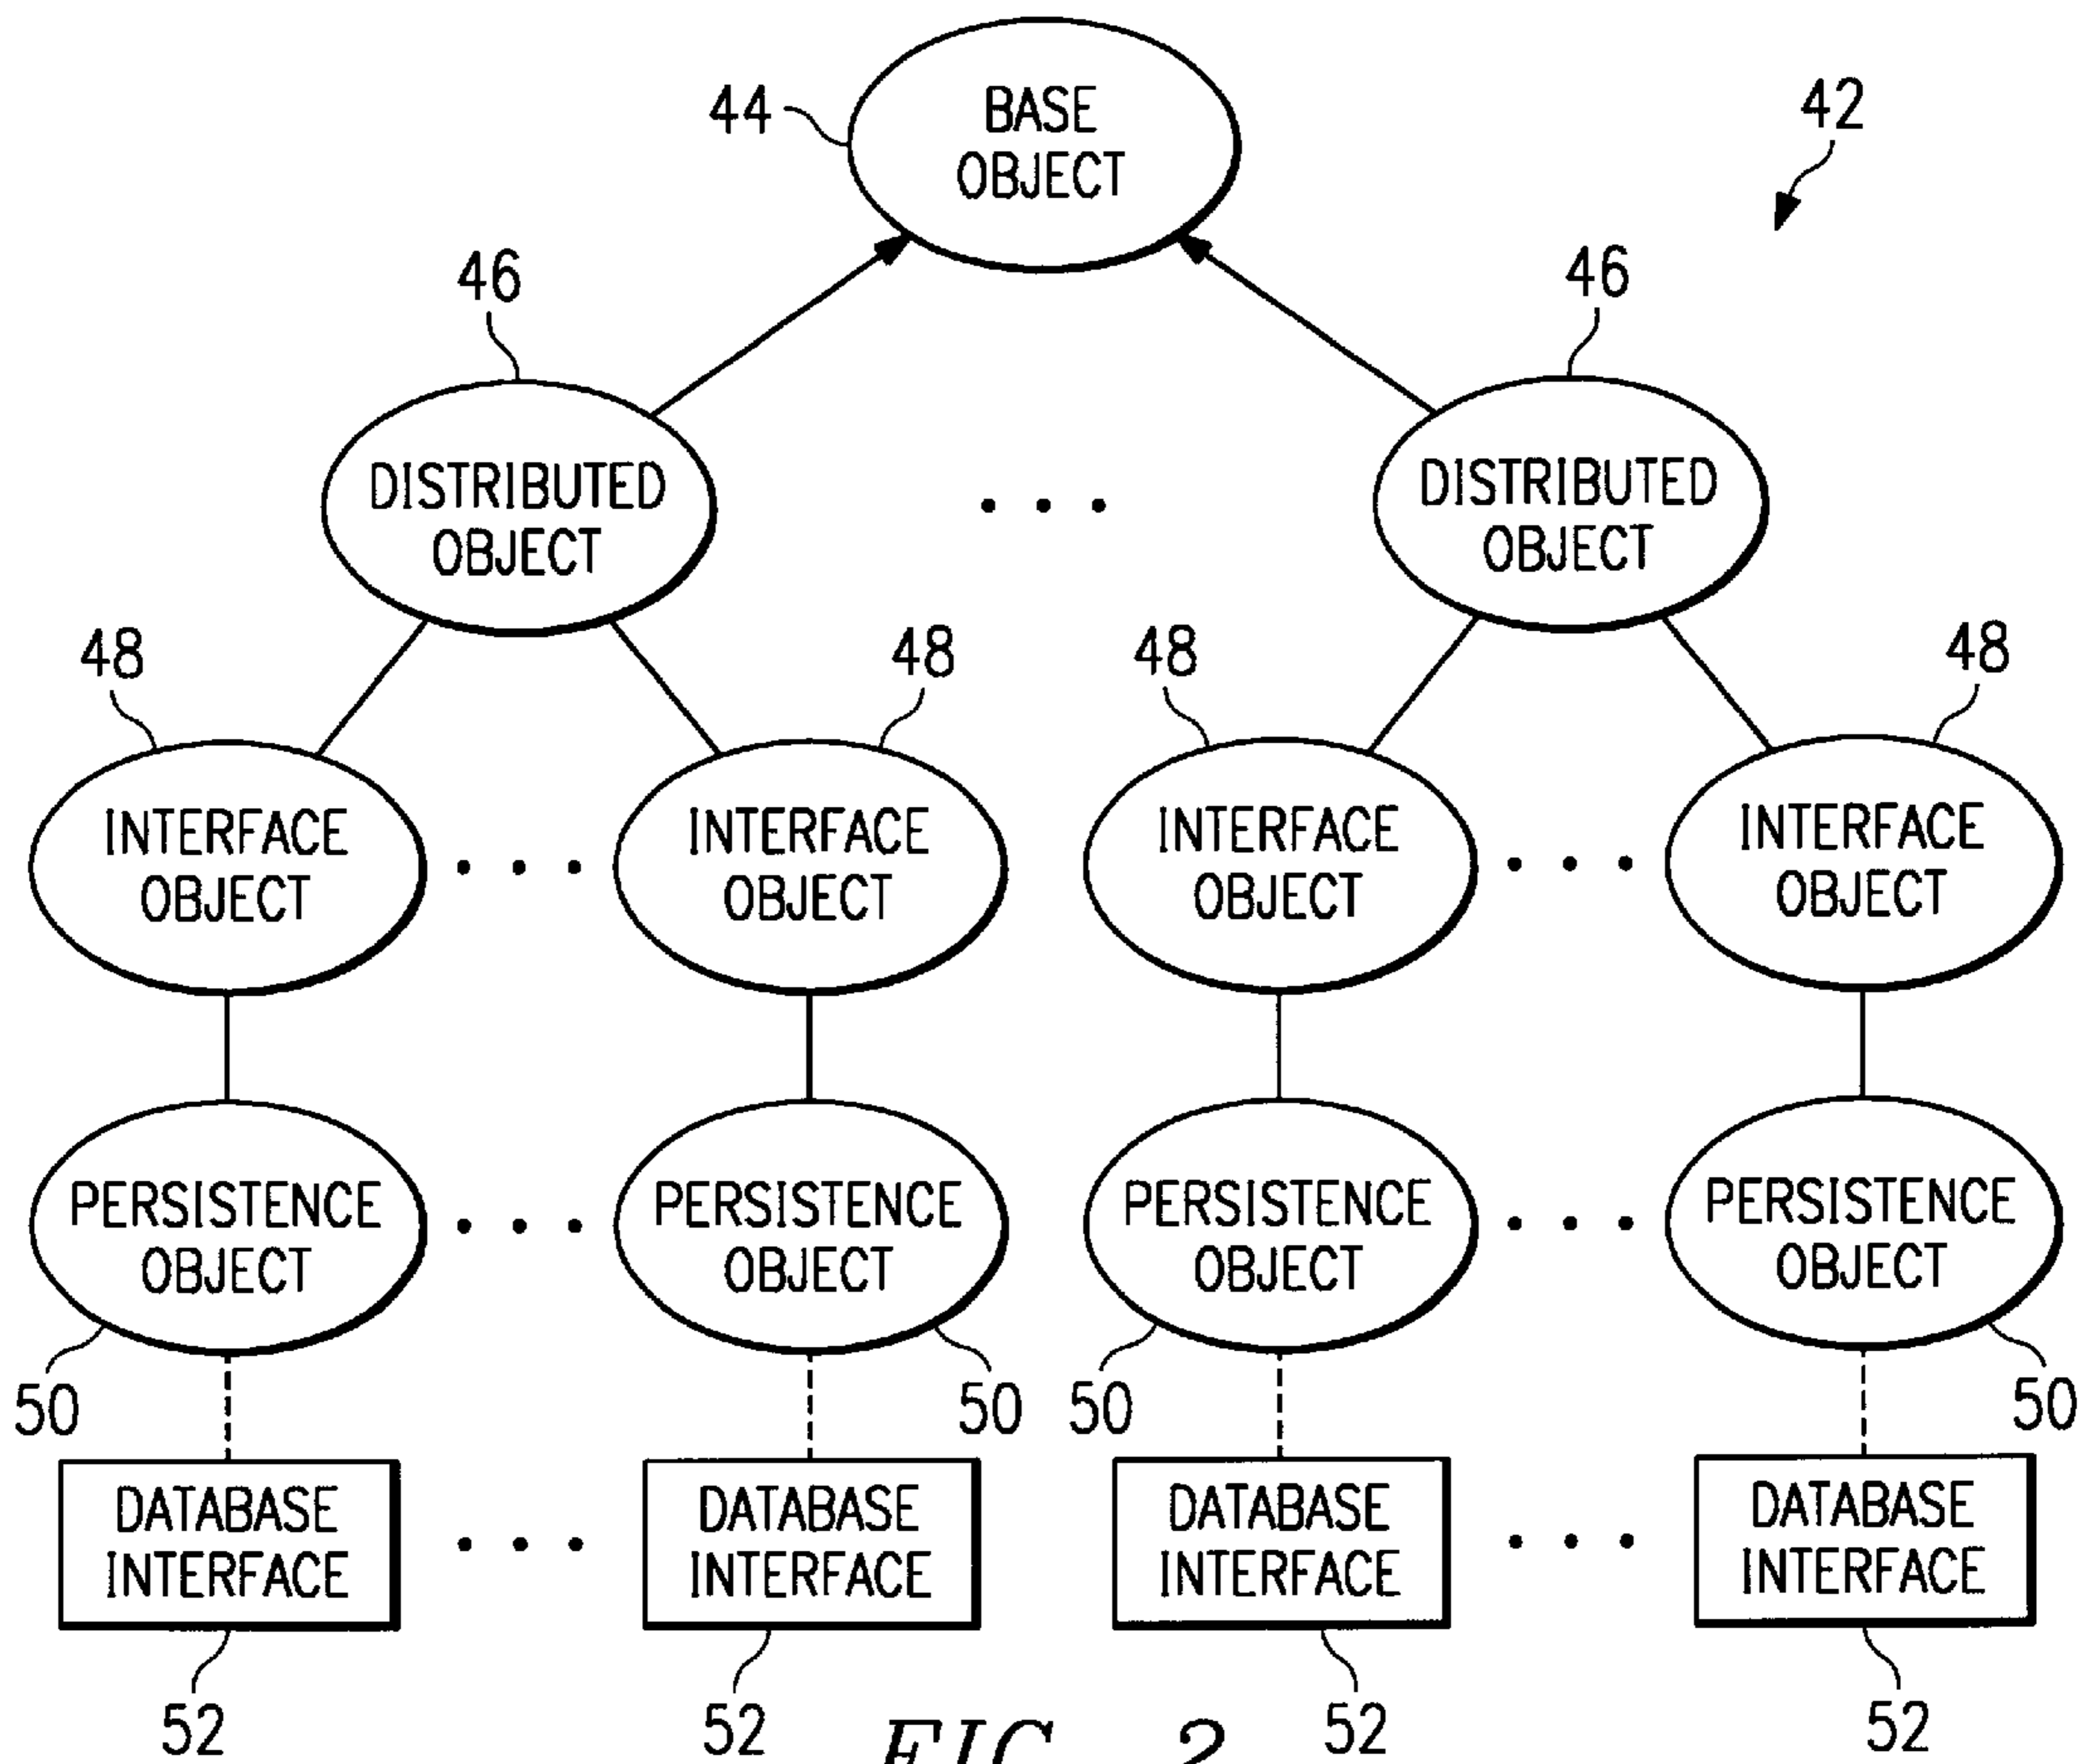 44
BASE
OBJECT
42
46
46
DISTRIBUTED
OBJECT
DISTRIBUTED
OBJECT
48
48
48
48
INTERFACE
OBJECT
INTERFACE
OBJECT
INTERFACE
OBJECT
INTERFACE
OBJECT
PERSISTENCE
OBJECT
PERSISTENCE
OBJECT
PERSISTENCE
OBJECT
PERSISTENCE
OBJECT
50
50
50
50
DATABASE
INTERFACE
DATABASE
INTERFACE
DATABASE
INTERFACE
DATABASE
INTERFACE
52
52
52
52
FIG. 2